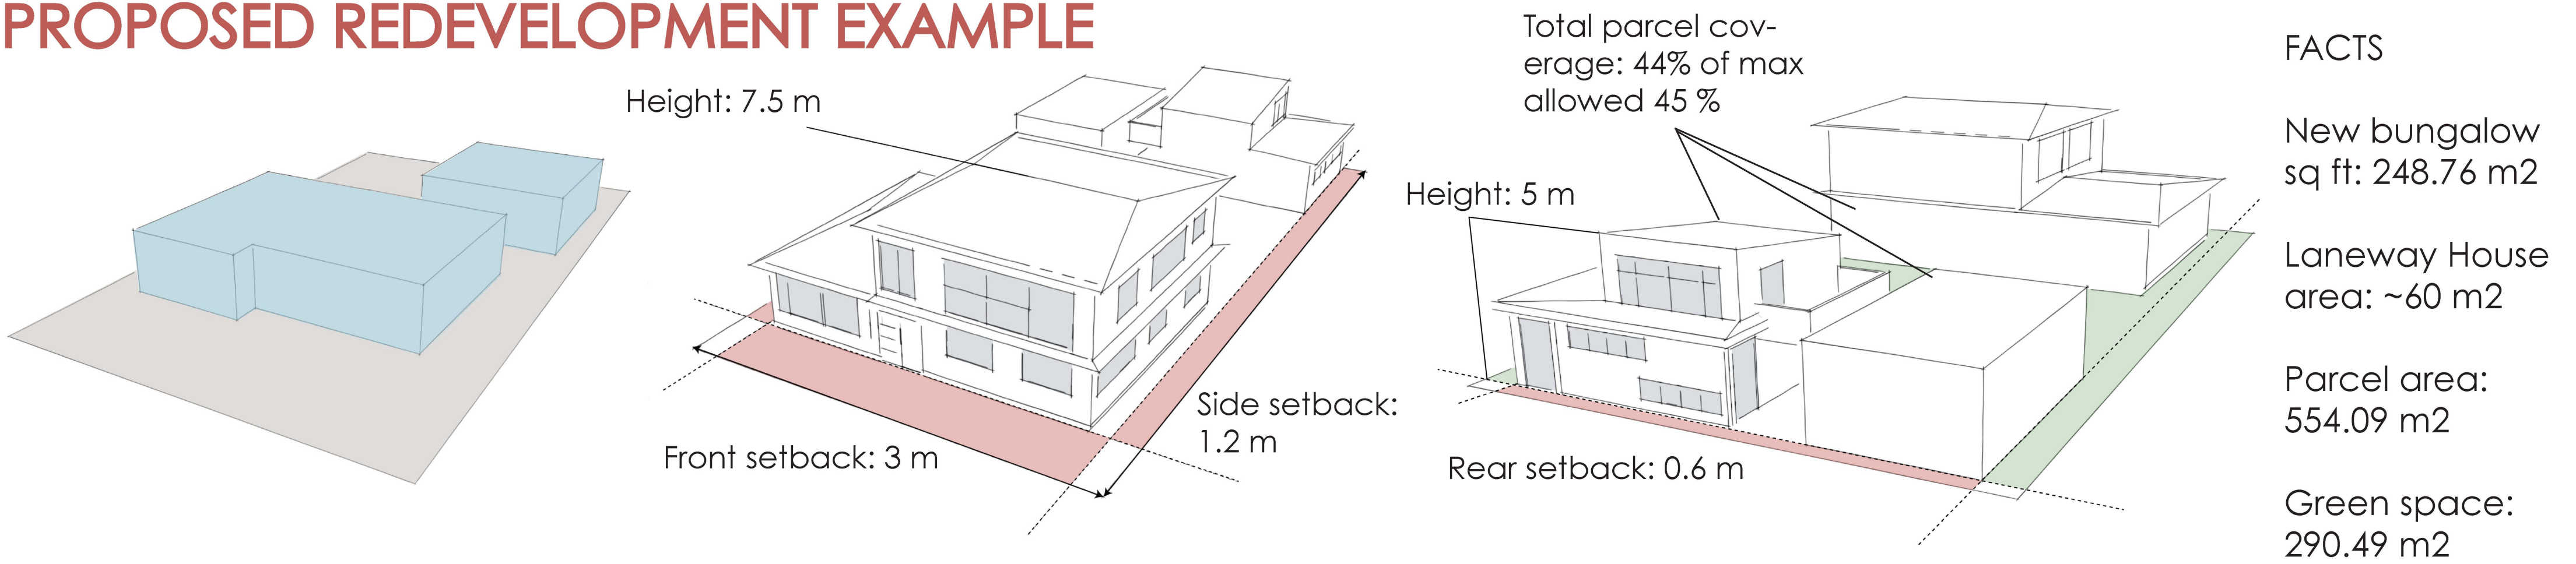 PROPOSED REDEVELOPMENT EXAMPLE
Height: 7.5 m
Front setback: 3 m
Side setback:
1.2 m
Total parcel cov-
erage: 44% of max
allowed 45 %
Height: 5 m
Rear setback: 0.6 m
FACTS
New bungalow
sq ft: 248.76 m2
Laneway House
area: ~60 m2
Parcel area:
554.09 m2
Green space:
290.49 m2